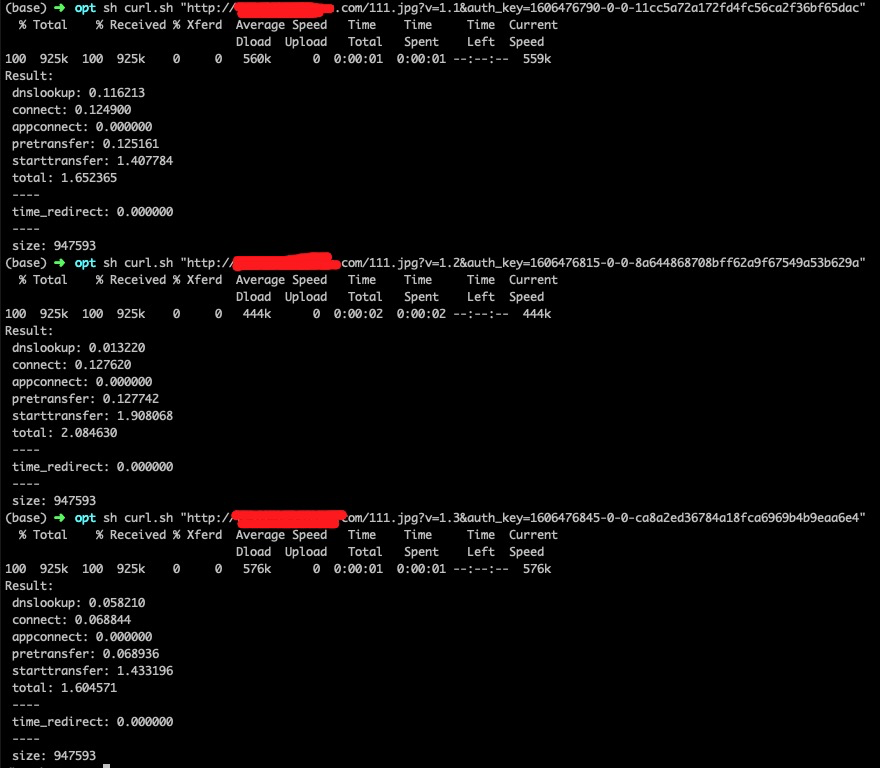 (base) ➜ opt sh curl.sh "http://.com/111.jpg?v=1.1&auth_key=1606476790-0-0-11cc5a72a172fd4fc56ca2f36bf65dac"
% Total % Received % Xferd Average Speed Time Time Time Current
Dload Upload Total Spent Left Speed
100 925k 100 925k 0 0 560k 0 0:00:01 0:00:01 --:--:-- 559k
Result:
dnslookup: 0.116213
connect: 0.124900
appconnect: 0.000000
pretransfer: 0.125161
starttransfer: 1.407784
total: 1.652365
----
time_redirect: 0.000000
----
size: 947593
(base) ➜ opt sh curl.sh "http://com/111.jpg?v=1.2&auth_key=1606476815-0-0-8a644868708bff62a9f67549a53b629a"
% Total % Received % Xferd Average Speed Time Time Time Current
Dload Upload Total Spent Left Speed
100 925k 100 925k 0 0 444k 0 0:00:02 0:00:02 --:--:-- 444k
Result:
dnslookup: 0.013220
connect: 0.127620
appconnect: 0.000000
pretransfer: 0.127742
starttransfer: 1.908068
total: 2.084630
----
time_redirect: 0.000000
----
size: 947593
(base) ➜ opt sh curl.sh "http://com/111.jpg?v=1.3&auth_key=1606476845-0-0-ca8a2ed36784a18fca6969b4b9eaa6e4"
% Total % Received % Xferd Average Speed Time Time Time Current
Dload Upload Total Spent Left Speed
100 925k 100 925k 0 0 576k 0 0:00:01 0:00:01 --:--:-- 576k
Result:
dnslookup: 0.058210
connect: 0.068844
appconnect: 0.000000
pretransfer: 0.068936
starttransfer: 1.433196
total: 1.604571
----
time_redirect: 0.000000
----
size: 947593